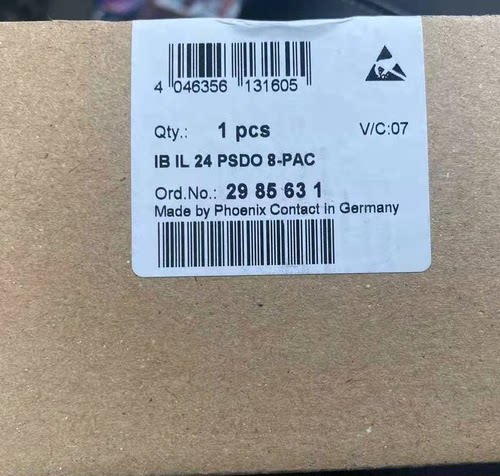 4 046356 131605
Qty.: 1 pcs V/C:07
IB IL 24 PSDO 8-PAC
Ord.No.: 29 85 63 1
Made by Phoenix Contact in Germany